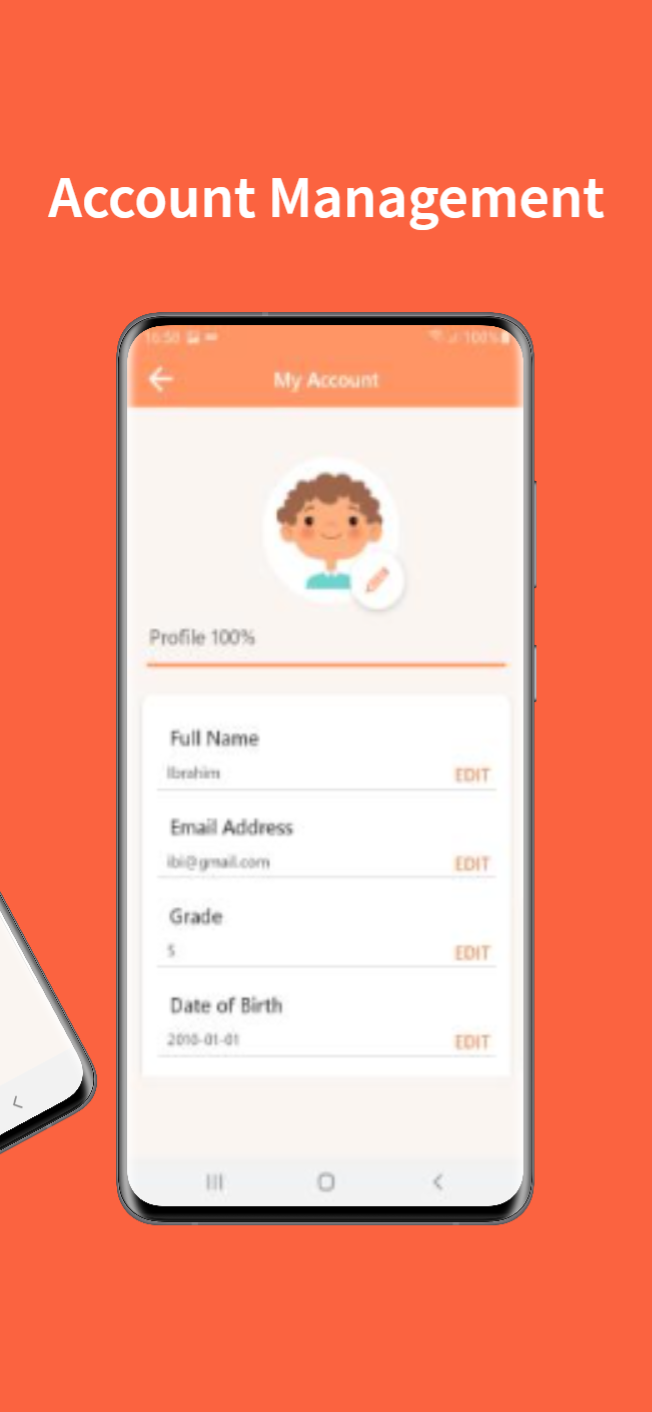 Account Management
16:58
100%
My Account
Profile 100%
Full Name
Ibrahim
EDIT
Email Address
ibi@gmail.com
EDIT
Grade
5
EDIT
Date of Birth
2010-01-01
EDIT